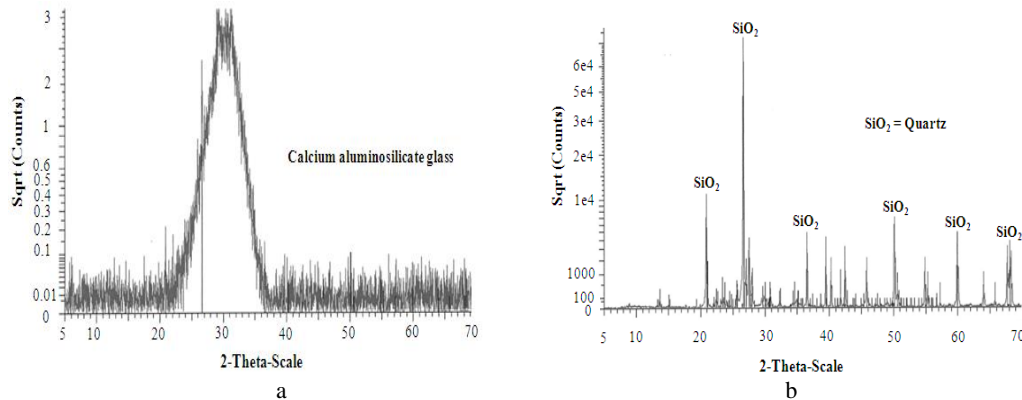 3
2
1
0.6
0.5
0.4
0.3
0.2
0.1
0.01
Sqrt (Counts)
Calcium aluminosilicate glass
5 10 20 30 40 50 60 70
2-Theta-Scale
a
6e4
5e4
3e4
2e4
1e4
1000
100
0
Sqrt (Counts)
SiO₂
SiO₂ = Quartz
SiO₂
SiO₂
SiO₂
SiO₂
SiO₂
5 10 20 30 40 50 60 70
2-Theta-Scale
b